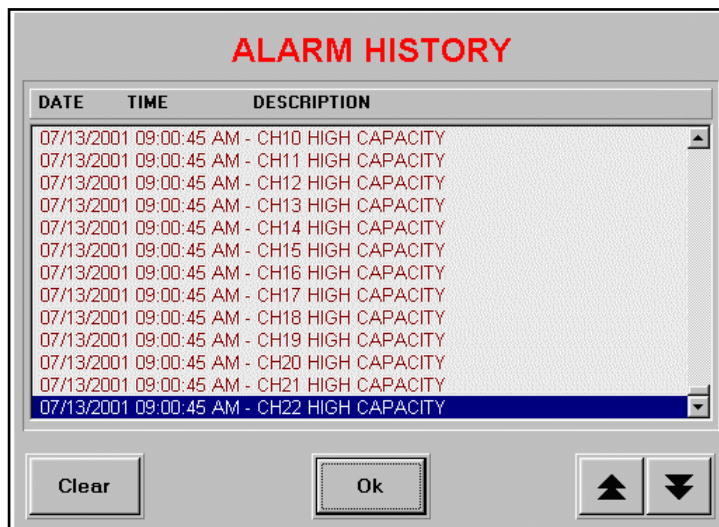 ALARM HISTORY
DATE TIME DESCRIPTION
07/13/2001 09:00:45 AM - CH10 HIGH CAPACITY
07/13/2001 09:00:45 AM - CH11 HIGH CAPACITY
07/13/2001 09:00:45 AM - CH12 HIGH CAPACITY
07/13/2001 09:00:45 AM - CH13 HIGH CAPACITY
07/13/2001 09:00:45 AM - CH14 HIGH CAPACITY
07/13/2001 09:00:45 AM - CH15 HIGH CAPACITY
07/13/2001 09:00:45 AM - CH16 HIGH CAPACITY
07/13/2001 09:00:45 AM - CH17 HIGH CAPACITY
07/13/2001 09:00:45 AM - CH18 HIGH CAPACITY
07/13/2001 09:00:45 AM - CH19 HIGH CAPACITY
07/13/2001 09:00:45 AM - CH20 HIGH CAPACITY
07/13/2001 09:00:45 AM - CH21 HIGH CAPACITY
07/13/2001 09:00:45 AM - CH22 HIGH CAPACITY
Clear Ok